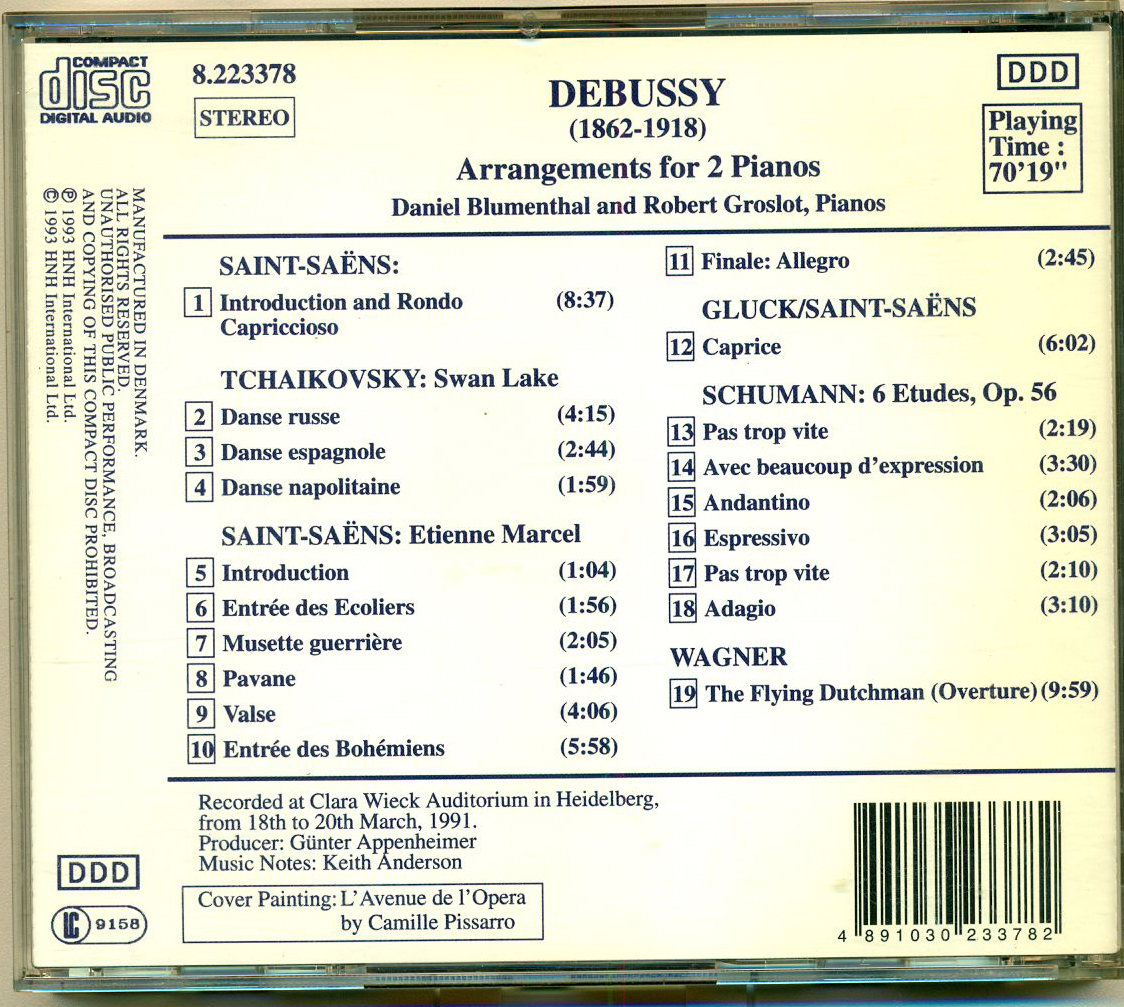 COMPACT
disc
DIGITAL AUDIO
8.223378
STEREO
DEBUSSY
(1862-1918)
Arrangements for 2 Pianos
Daniel Blumenthal and Robert Groslot, Pianos
DDD
Playing
Time :
70'19"
MANUFACTURED IN DENMARK.
ALL RIGHTS RESERVED.
UNAUTHORISED PUBLIC PERFORMANCE, BROADCASTING
AND COPYING OF THIS COMPACT DISC PROHIBITED.
℗ 1993 HNH International Ltd.
© 1993 HNH International Ltd.
SAINT-SAËNS:
1 Introduction and Rondo (8:37)
Capriccioso
TCHAIKOVSKY: Swan Lake
2 Danse russe (4:15)
3 Danse espagnole (2:44)
4 Danse napolitaine (1:59)
SAINT-SAËNS: Etienne Marcel
5 Introduction (1:04)
6 Entrée des Ecoliers (1:56)
7 Musette guerrière (2:05)
8 Pavane (1:46)
9 Valse (4:06)
10 Entrée des Bohémiens (5:58)
11 Finale: Allegro (2:45)
GLUCK/SAINT-SAËNS
12 Caprice (6:02)
SCHUMANN: 6 Etudes, Op. 56
13 Pas trop vite (2:19)
14 Avec beaucoup d'expression (3:30)
15 Andantino (2:06)
16 Espressivo (3:05)
17 Pas trop vite (2:10)
18 Adagio (3:10)
WAGNER
19 The Flying Dutchman (Overture) (9:59)
Recorded at Clara Wieck Auditorium in Heidelberg,
from 18th to 20th March, 1991.
Producer: Günter Appenheimer
Music Notes: Keith Anderson
Cover Painting: L'Avenue de l'Opera
by Camille Pissarro
DDD
LC 9158
4 891030 233782